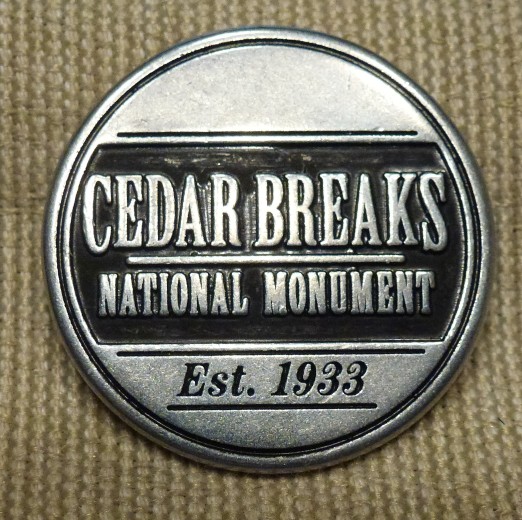 CEDAR BREAKS
NATIONAL MONUMENT
Est. 1933